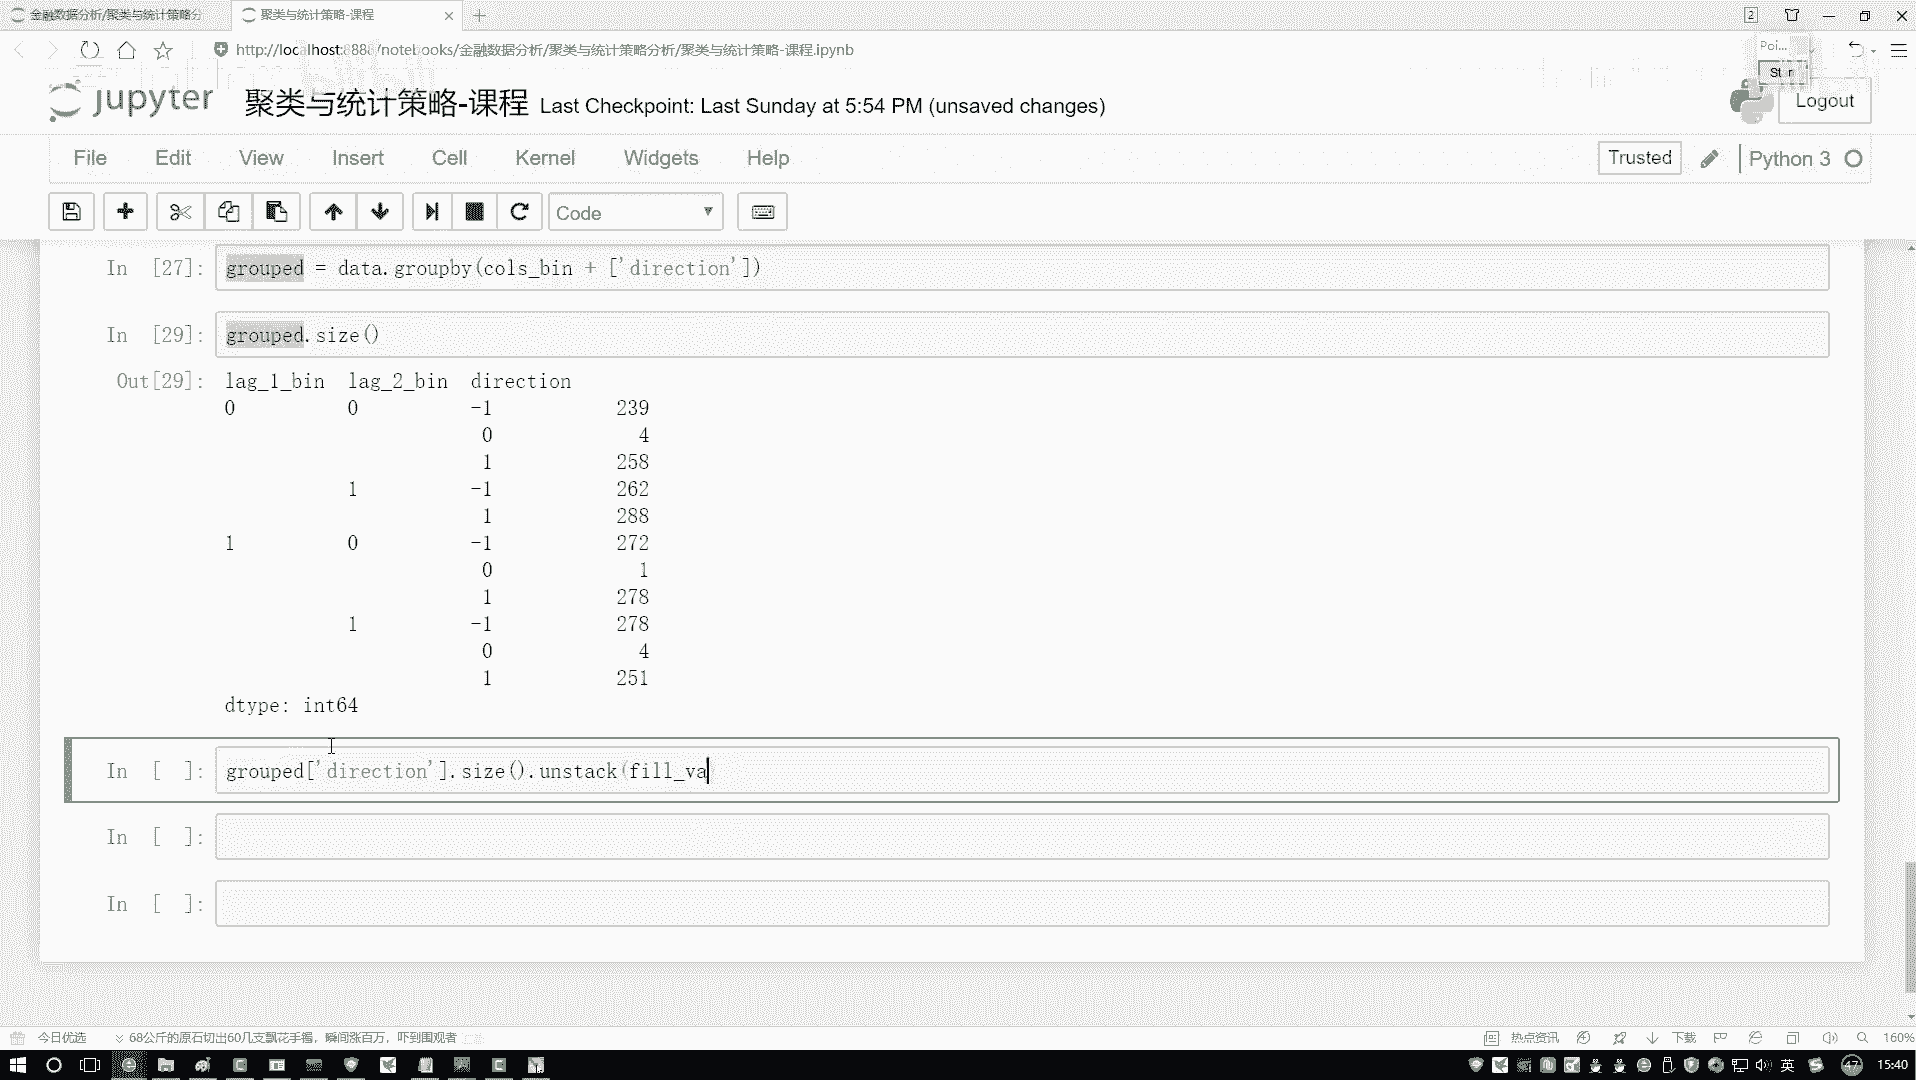 金融数据分析/聚类与统计策略分
聚类与统计策略-课程
2
http://localhost:8888/notebooks/金融数据分析/聚类与统计策略分析/聚类与统计策略-课程.ipynb
Poi...
jupyter
聚类与统计策略-课程 Last Checkpoint: Last Sunday at 5:54 PM (unsaved changes)
Logout
File Edit View Insert Cell Kernel Widgets Help
Trusted
Python 3
Code
In [27]: grouped = data.groupby(cols_bin + ['direction'])
In [29]: grouped.size()
Out[29]: lag_1_bin lag_2_bin direction
0 0 -1 239
0 4
1 258
1 -1 262
1 288
1 0 -1 272
0 1
1 278
1 -1 278
0 4
1 251
dtype: int64
In [ ]: grouped['direction'].size().unstack(fill_va
In [ ]:
In [ ]:
今日优选
68公斤的原石切出60几支飘花手镯，瞬间涨百万，吓到围观者
热点资讯
下载
160%
英
47
15:40